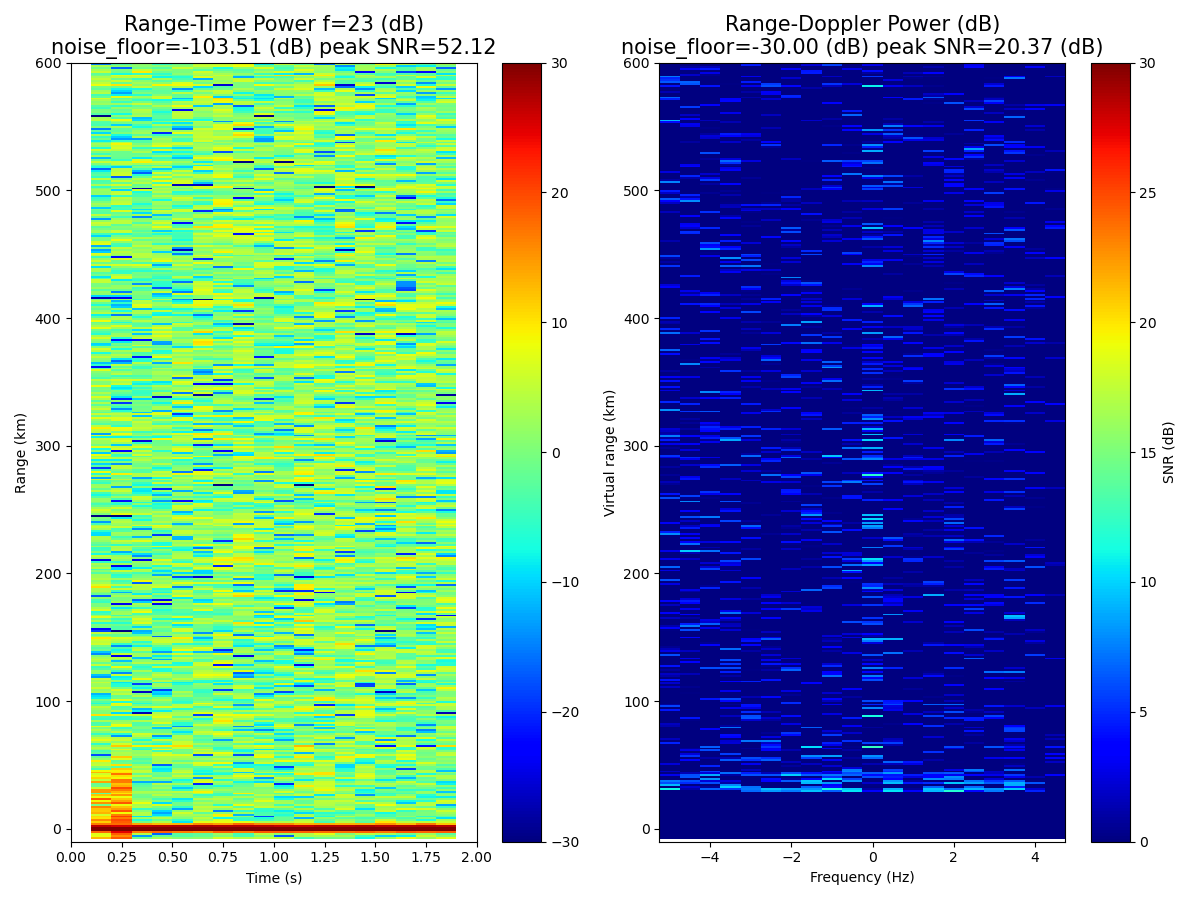 Range-Time Power f=23 (dB)
noise_floor=-103.51 (dB) peak SNR=52.12
Range (km)
600
500
400
300
200
100
0
0.00 0.25 0.50 0.75 1.00 1.25 1.50 1.75 2.00
Time (s)
30
20
10
0
−10
−20
−30
Range-Doppler Power (dB)
noise_floor=-30.00 (dB) peak SNR=20.37 (dB)
Virtual range (km)
600
500
400
300
200
100
0
−4 −2 0 2 4
Frequency (Hz)
30
25
20
15
10
5
0
SNR (dB)